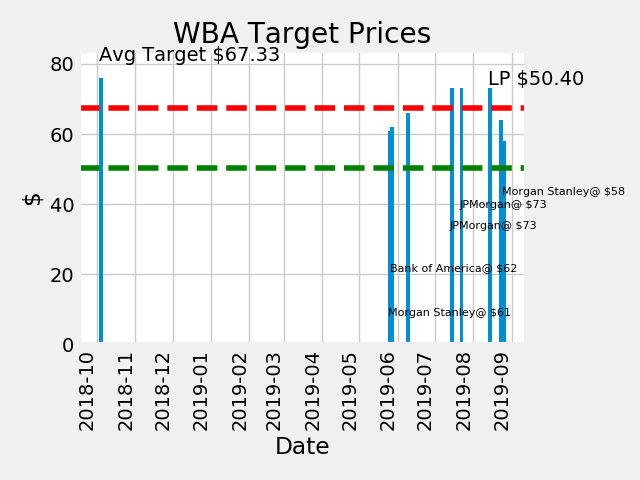 WBA Target Prices
Avg Target $67.33
LP $50.40
80
60
40
20
0
$
Morgan Stanley@ $58
JPMorgan@ $73
JPMorgan@ $73
Bank of America@ $62
Morgan Stanley@ $61
2018-10
2018-11
2018-12
2019-01
2019-02
2019-03
2019-04
2019-05
2019-06
2019-07
2019-08
2019-09
Date